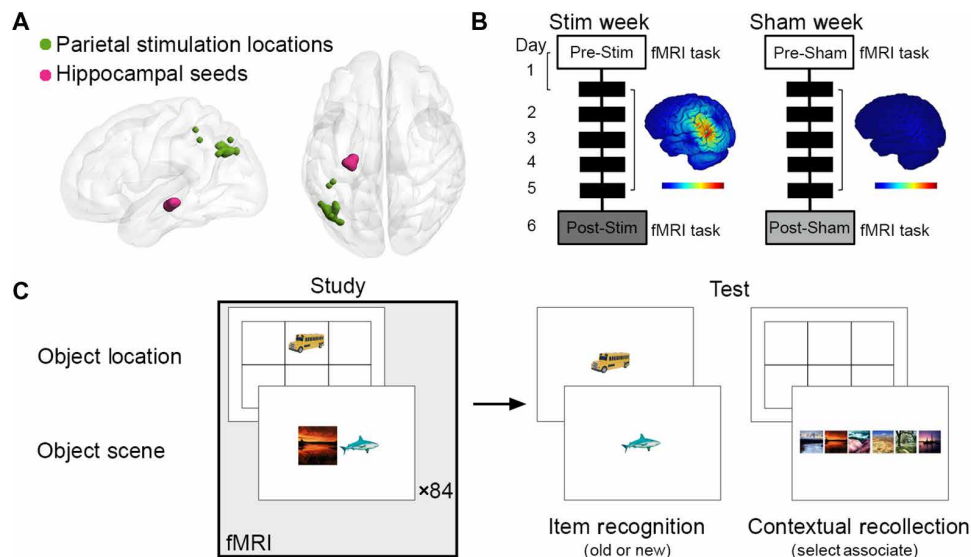 A
Parietal stimulation locations
Hippocampal seeds
B
Stim week
Sham week
Day
Pre-Stim
fMRI task
Pre-Sham
fMRI task
1
2
3
4
5
6
Post-Stim
fMRI task
Post-Sham
fMRI task
C
Study
Test
Object location
Object scene
×84
fMRI
Item recognition
(old or new)
Contextual recollection
(select associate)